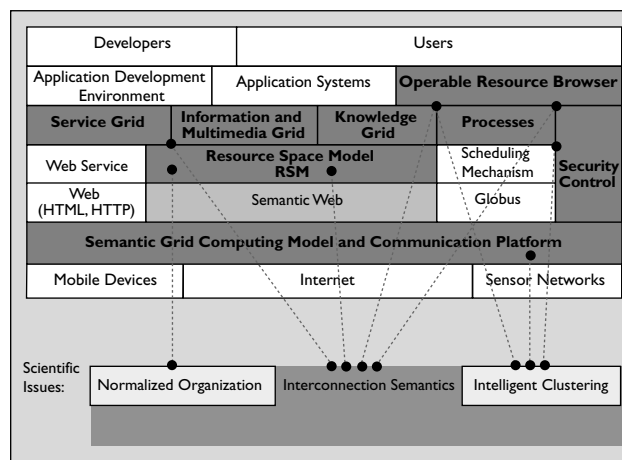 Developers
Users
Application Development
Environment
Application Systems
Operable Resource Browser
Service Grid
Information and
Multimedia Grid
Knowledge
Grid
Processes
Web Service
Resource Space Model
RSM
Scheduling
Mechanism
Security
Control
Web
(HTML, HTTP)
Semantic Web
Globus
Semantic Grid Computing Model and Communication Platform
Mobile Devices
Internet
Sensor Networks
Scientific
Issues:
Normalized Organization
Interconnection Semantics
Intelligent Clustering